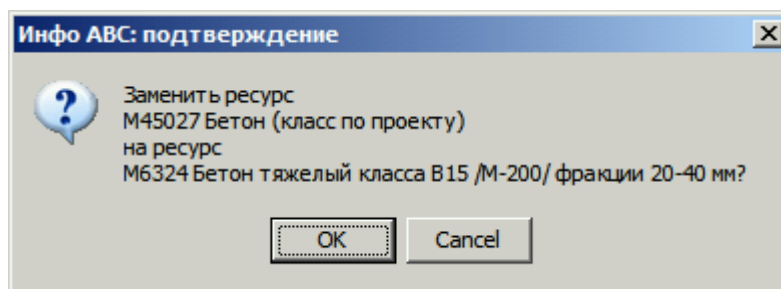 Инфо АВС: подтверждение
Заменить ресурс
М45027 Бетон (класс по проекту)
на ресурс
М6324 Бетон тяжелый класса В15 /М-200/ фракции 20-40 мм?
OK
Cancel